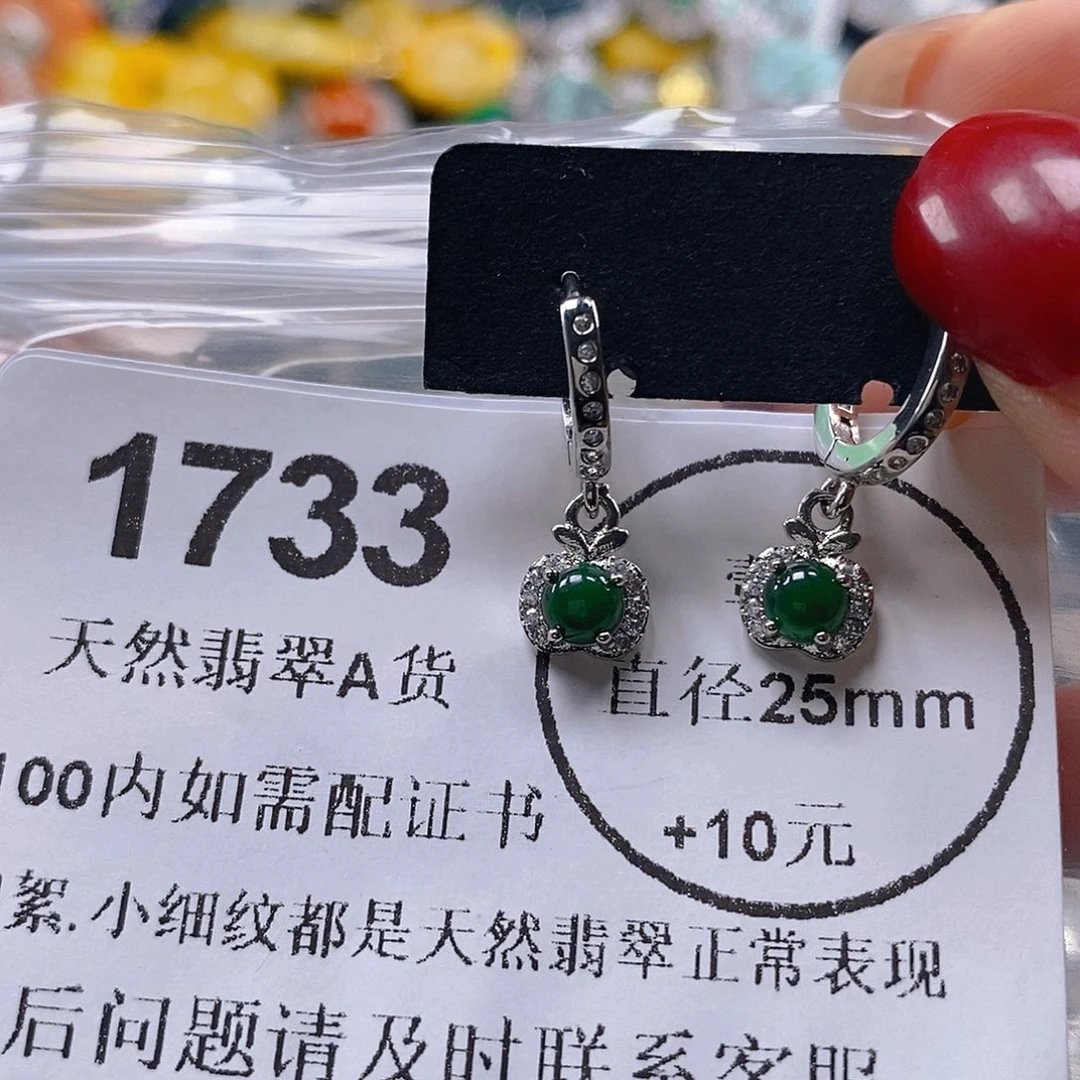 1733
天然翡翠A货
直径25mm
00内如需配证书
+10元
絮.小细纹都是天然翡翠正常表现
后问题请及时联系客服